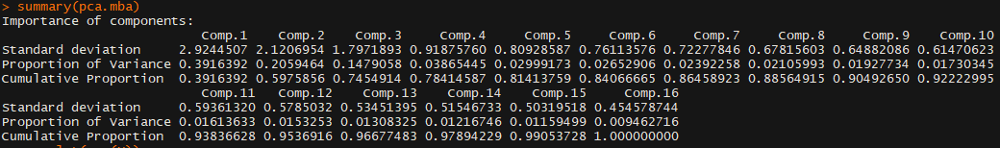 > summary(pca.mba)
Importance of components:
Comp.1 Comp.2 Comp.3 Comp.4 Comp.5 Comp.6 Comp.7 Comp.8 Comp.9 Comp.10
Standard deviation 2.9244507 2.1206954 1.7971893 0.91875760 0.80928587 0.76113576 0.72277846 0.67815603 0.64882086 0.61470623
Proportion of Variance 0.3916392 0.2059464 0.1479058 0.03865445 0.02999173 0.02652906 0.02392258 0.02105993 0.01927734 0.01730345
Cumulative Proportion 0.3916392 0.5975856 0.7454914 0.78414587 0.81413759 0.84066665 0.86458923 0.88564915 0.90492650 0.92222995
Comp.11 Comp.12 Comp.13 Comp.14 Comp.15 Comp.16
Standard deviation 0.59361320 0.5785032 0.53451395 0.51546733 0.50319518 0.454578744
Proportion of Variance 0.01613633 0.0153253 0.01308325 0.01216746 0.01159499 0.009462716
Cumulative Proportion 0.93836628 0.9536916 0.96677483 0.97894229 0.99053728 1.000000000